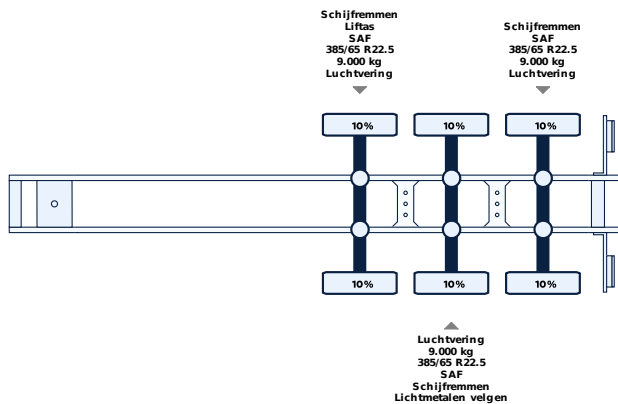 Schijfremmen
Liftas
SAF
385/65 R22.5
9.000 kg
Luchtvering
Schijfremmen
SAF
385/65 R22.5
9.000 kg
Luchtvering
10%
10%
10%
10%
10%
10%
Luchtvering
9.000 kg
385/65 R22.5
SAF
Schijfremmen
Lichtmetalen velgen